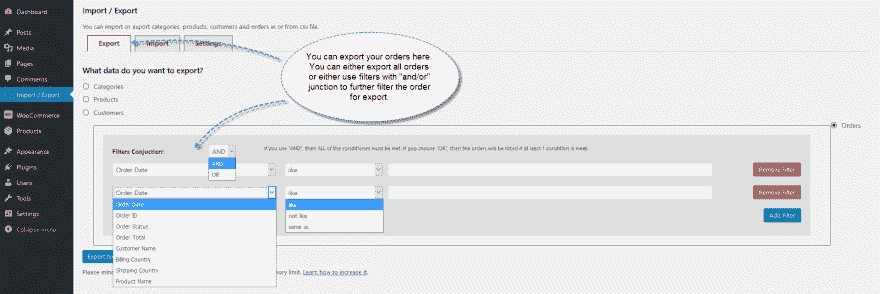 Dashboard
Posts
Media
Pages
Comments
Import / Export
WooCommerce
Products
Appearance
Plugins
Users
Tools
Settings
Collapse menu
Import / Export
You can import or export categories, products, customers and orders in or from csv file.
Export
Import
Settings
You can export your orders here.
You can either export all orders
or either use filters with "and/or"
junction to further filter the order
for export.
What data do you want to export?
Categories
Products
Customers
Orders
Filters Conjuction:
AND
If you use 'AND', then ALL of the conditions must be met. If you choose 'OR', then the orders will be listed if at least 1 condition is meet.
AND
OR
Order Date
like
Remove Filter
Order Date
like
Remove Filter
Order Date
Order ID
Order Status
Order Total
Customer Name
Billing Country
Shipping Country
Product Name
like
not like
same as
Add Filter
Export
Please
memory limit. Learn how to increase it.